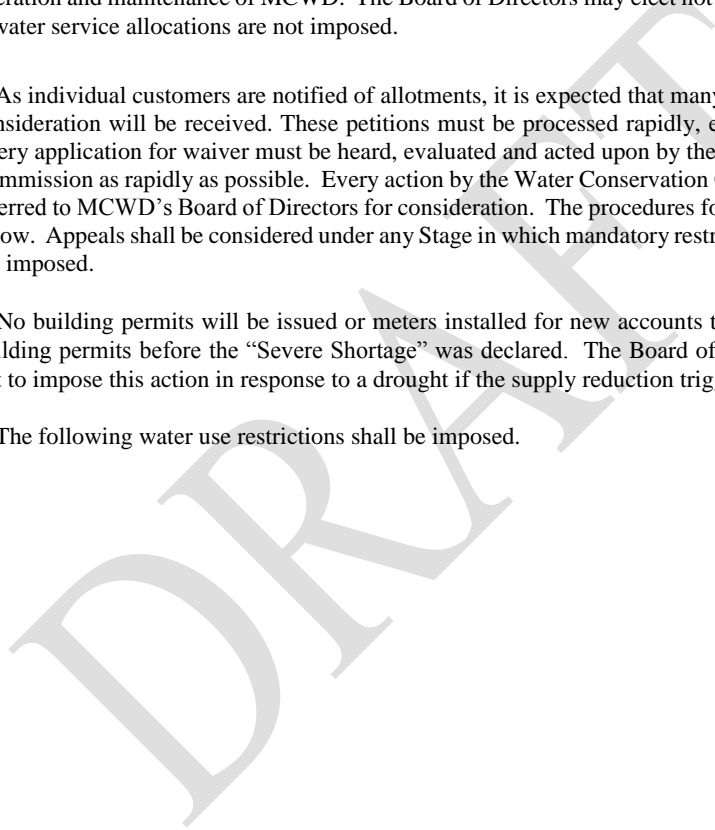 eration and maintenance of MCWD. The Board of Directors may elect not
water service allocations are not imposed.
As individual customers are notified of allotments, it is expected that many
nsideration will be received. These petitions must be processed rapidly, e
ery application for waiver must be heard, evaluated and acted upon by the
ommission as rapidly as possible. Every action by the Water Conservation
erred to MCWD’s Board of Directors for consideration. The procedures fo
ow. Appeals shall be considered under any Stage in which mandatory restr
imposed.
No building permits will be issued or meters installed for new accounts t
ilding permits before the “Severe Shortage” was declared. The Board of
t to impose this action in response to a drought if the supply reduction trig
The following water use restrictions shall be imposed.
DRAFT